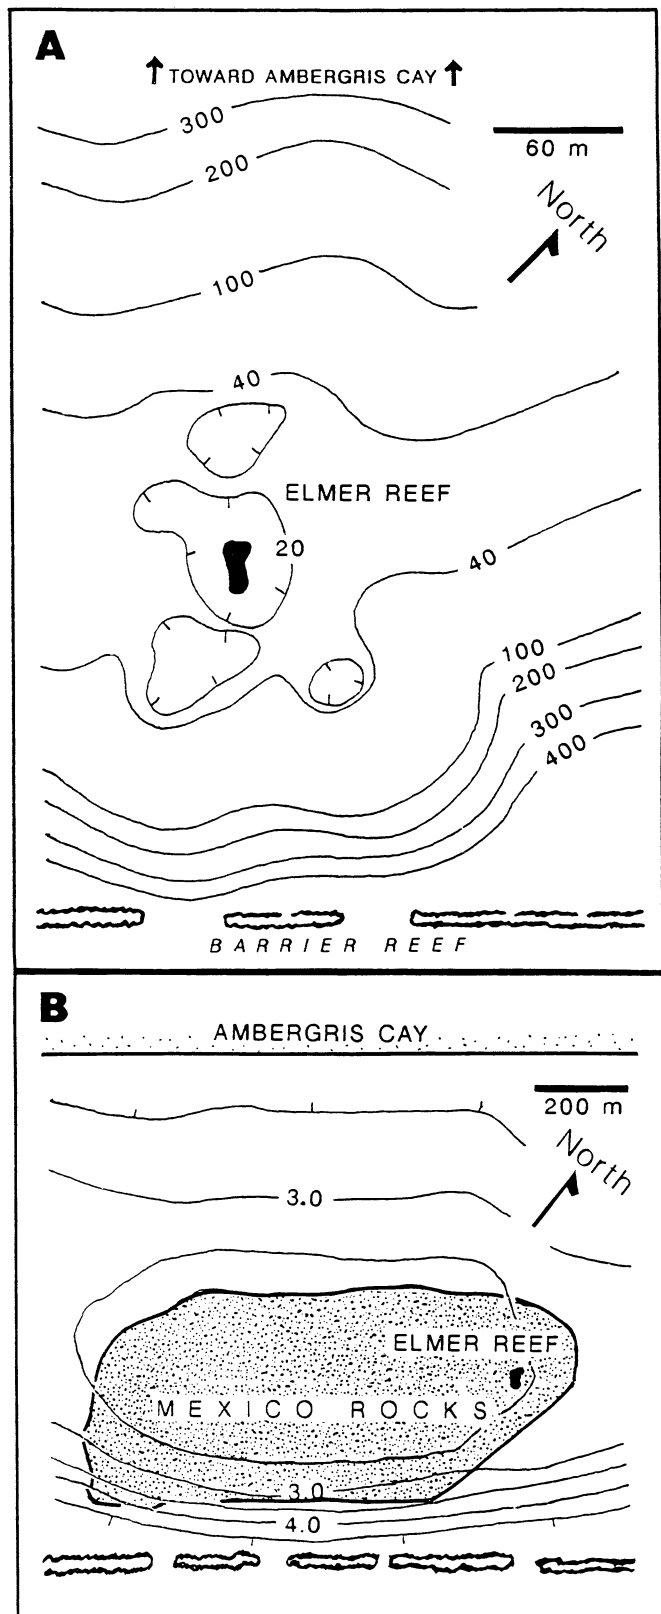 A
↑ TOWARD AMBERGRIS CAY ↑
300
60 m
200
North
100
40
ELMER REEF
20
40
100
200
300
400
BARRIER REEF
B
AMBERGRIS CAY
200 m
North
3.0
ELMER REEF
MEXICO ROCKS
3.0
4.0